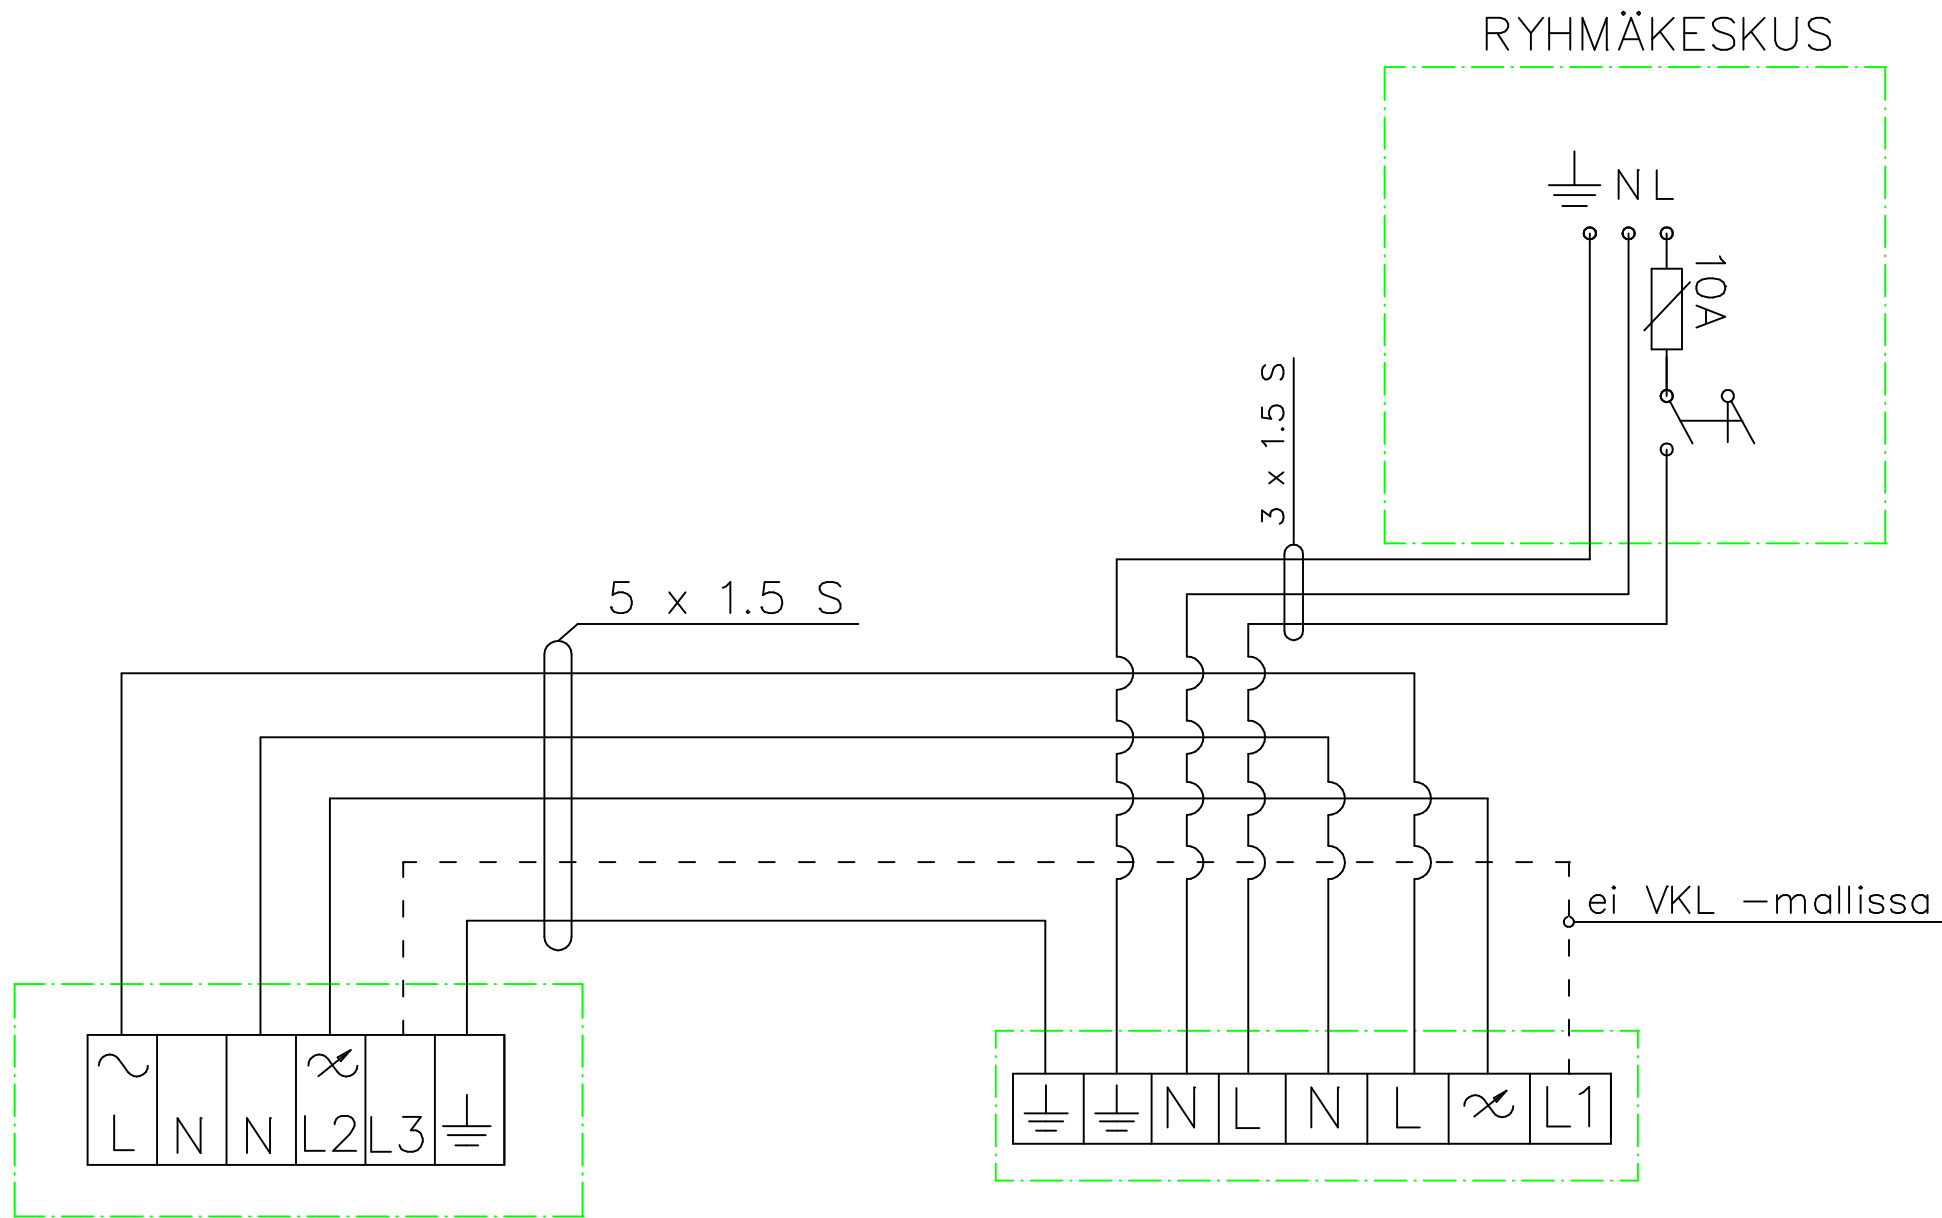 RYHMÄKESKUS
N L
10A
3 x 1.5 S
5 x 1.5 S
ei VKL -mallissa
L N N L2 L3
N L N L L1